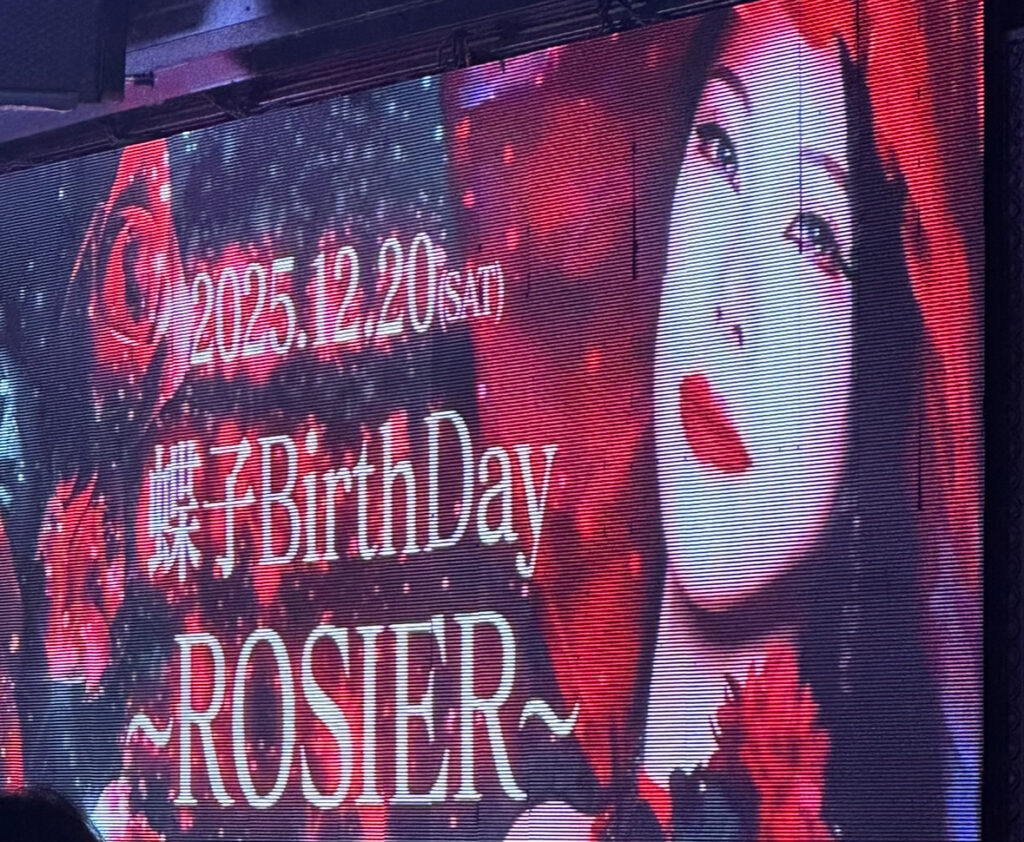 2025.12.20(SAT)
蝶子BirthDay
~ROSIER~